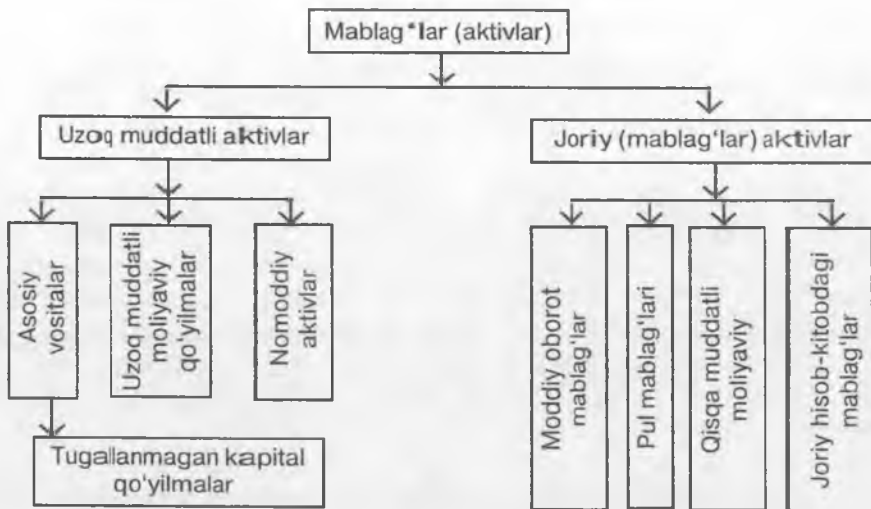 Mablag‘lar (aktivlar)
Uzoq muddatli aktivlar
Joriy (mablag‘lar) aktivlar
Asosiy
vositalar
Uzoq muddatli
moliyaviy
qo‘yilmalar
Nomoddiy
aktivlar
Moddiy oborot
mablag‘lar
Pul mablag‘lari
Qisqa muddatli
moliyaviy
Joriy hisob-kitobdagi
mablag‘lar
Tugallanmagan kapital
qo‘yilmalar